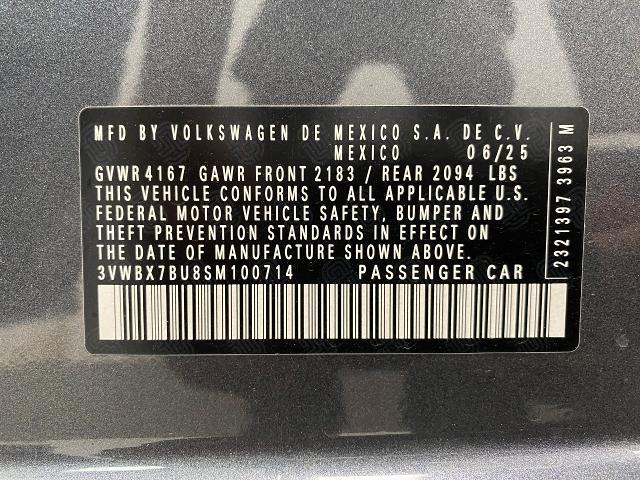 MFD BY VOLKSWAGEN DE MEXICO S.A. DE C.V.
MEXICO 06/25
GVWR 4167 GAWR FRONT 2183 / REAR 2094 LBS
THIS VEHICLE CONFORMS TO ALL APPLICABLE U.S.
FEDERAL MOTOR VEHICLE SAFETY, BUMPER AND
THEFT PREVENTION STANDARDS IN EFFECT ON
THE DATE OF MANUFACTURE SHOWN ABOVE.
3VWBX7BU8SM100714 PASSENGER CAR
2321397 3963 M